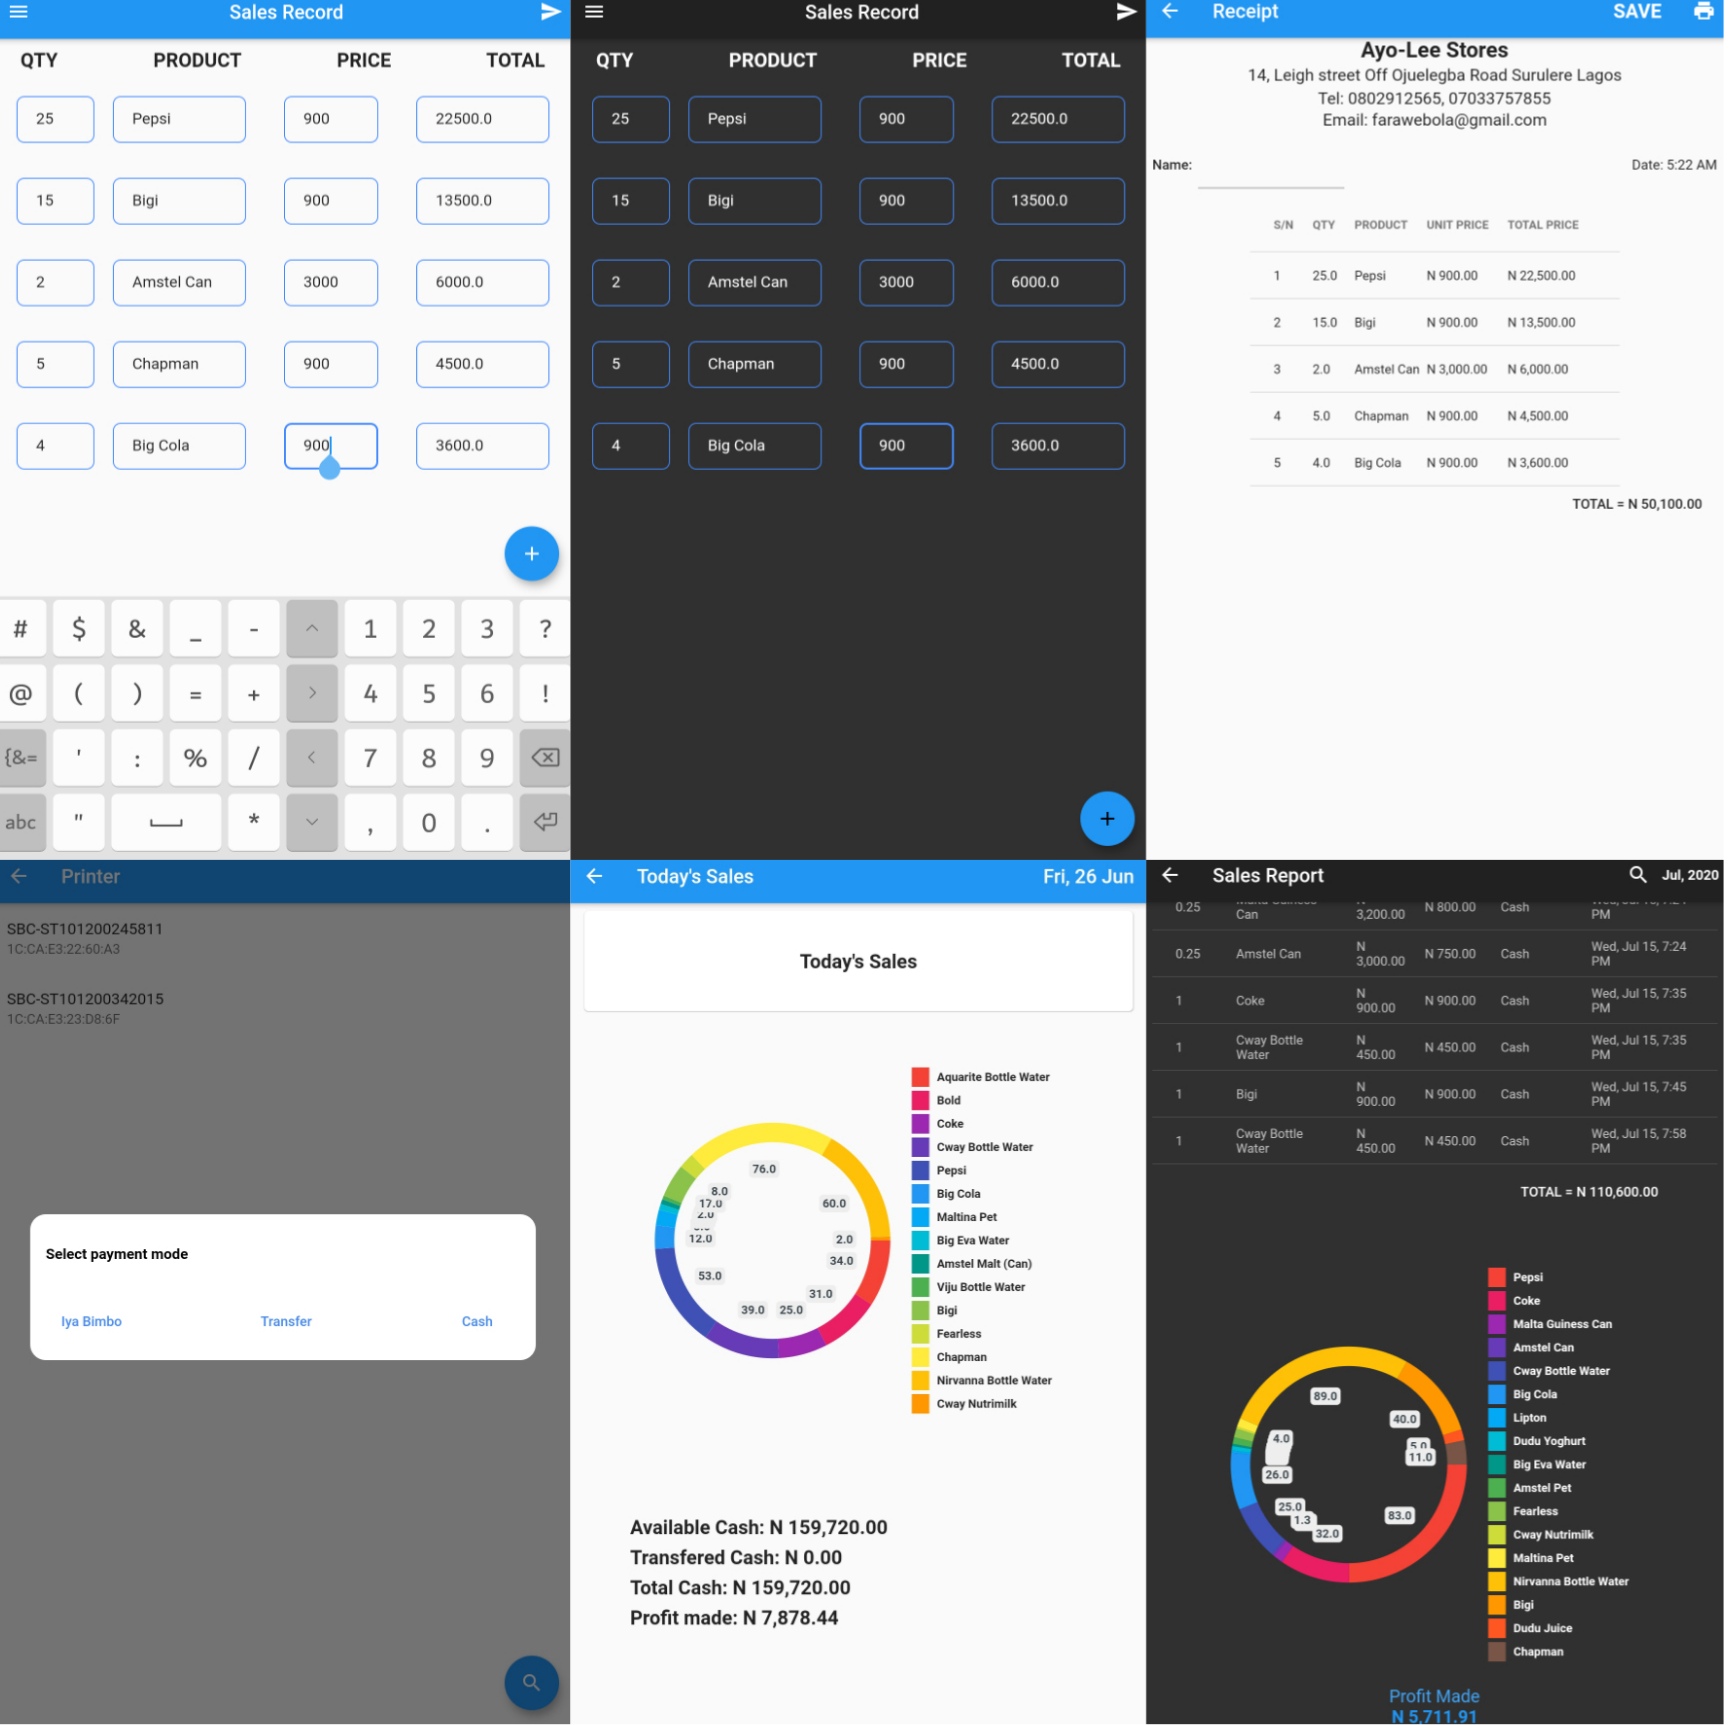 Sales Record
QTY PRODUCT PRICE TOTAL
25 Pepsi 900 22500.0
15 Bigi 900 13500.0
2 Amstel Can 3000 6000.0
5 Chapman 900 4500.0
4 Big Cola 900 3600.0
+
# $ & _ - ^ 1 2 3 ?
@ ( ) = + > 4 5 6 !
{&= ' : % / < 7 8 9
abc " * , 0 .
Sales Record
QTY PRODUCT PRICE TOTAL
25 Pepsi 900 22500.0
15 Bigi 900 13500.0
2 Amstel Can 3000 6000.0
5 Chapman 900 4500.0
4 Big Cola 900 3600.0
+
Receipt SAVE
Ayo-Lee Stores
14, Leigh street Off Ojuelegba Road Surulere Lagos
Tel: 0802912565, 07033757855
Email: farawebola@gmail.com
Name: Date: 5:22 AM
S/N QTY PRODUCT UNIT PRICE TOTAL PRICE
1 25.0 Pepsi N 900.00 N 22,500.00
2 15.0 Bigi N 900.00 N 13,500.00
3 2.0 Amstel Can N 3,000.00 N 6,000.00
4 5.0 Chapman N 900.00 N 4,500.00
5 4.0 Big Cola N 900.00 N 3,600.00
TOTAL = N 50,100.00
Printer
SBC-ST101200245811
1C:CA:E3:22:60:A3
SBC-ST101200342015
1C:CA:E3:23:D8:6F
Select payment mode
Iya Bimbo Transfer Cash
Today's Sales Fri, 26 Jun
Today's Sales
Aquarite Bottle Water
Bold
Coke
Cway Bottle Water
Pepsi
Big Cola
Maltina Pet
Big Eva Water
Amstel Malt (Can)
Viju Bottle Water
Bigi
Fearless
Chapman
Nirvanna Bottle Water
Cway Nutrimilk
76.0
8.0
17.0
60.0
2.0
12.0
2.0
34.0
53.0
31.0
39.0
25.0
Available Cash: N 159,720.00
Transfered Cash: N 0.00
Total Cash: N 159,720.00
Profit made: N 7,878.44
Sales Report Jul, 2020
0.25 Malta Guiness N N 800.00 Cash
Can 3,200.00 PM
0.25 Amstel Can N N 750.00 Cash Wed, Jul 15, 7:24
3,000.00 PM
1 Coke N N 900.00 Cash Wed, Jul 15, 7:35
900.00 PM
1 Cway Bottle N N 450.00 Cash Wed, Jul 15, 7:35
Water 450.00 PM
1 Bigi N N 900.00 Cash Wed, Jul 15, 7:45
900.00 PM
1 Cway Bottle N N 450.00 Cash Wed, Jul 15, 7:58
Water 450.00 PM
TOTAL = N 110,600.00
Pepsi
Coke
Malta Guiness Can
Amstel Can
Cway Bottle Water
Big Cola
Lipton
Dudu Yoghurt
Big Eva Water
Amstel Pet
Fearless
Cway Nutrimilk
Maltina Pet
Nirvanna Bottle Water
Bigi
Dudu Juice
Chapman
89.0
40.0
4.0
5.0
11.0
26.0
25.0
1.3
83.0
32.0
Profit Made
N 5,711.91